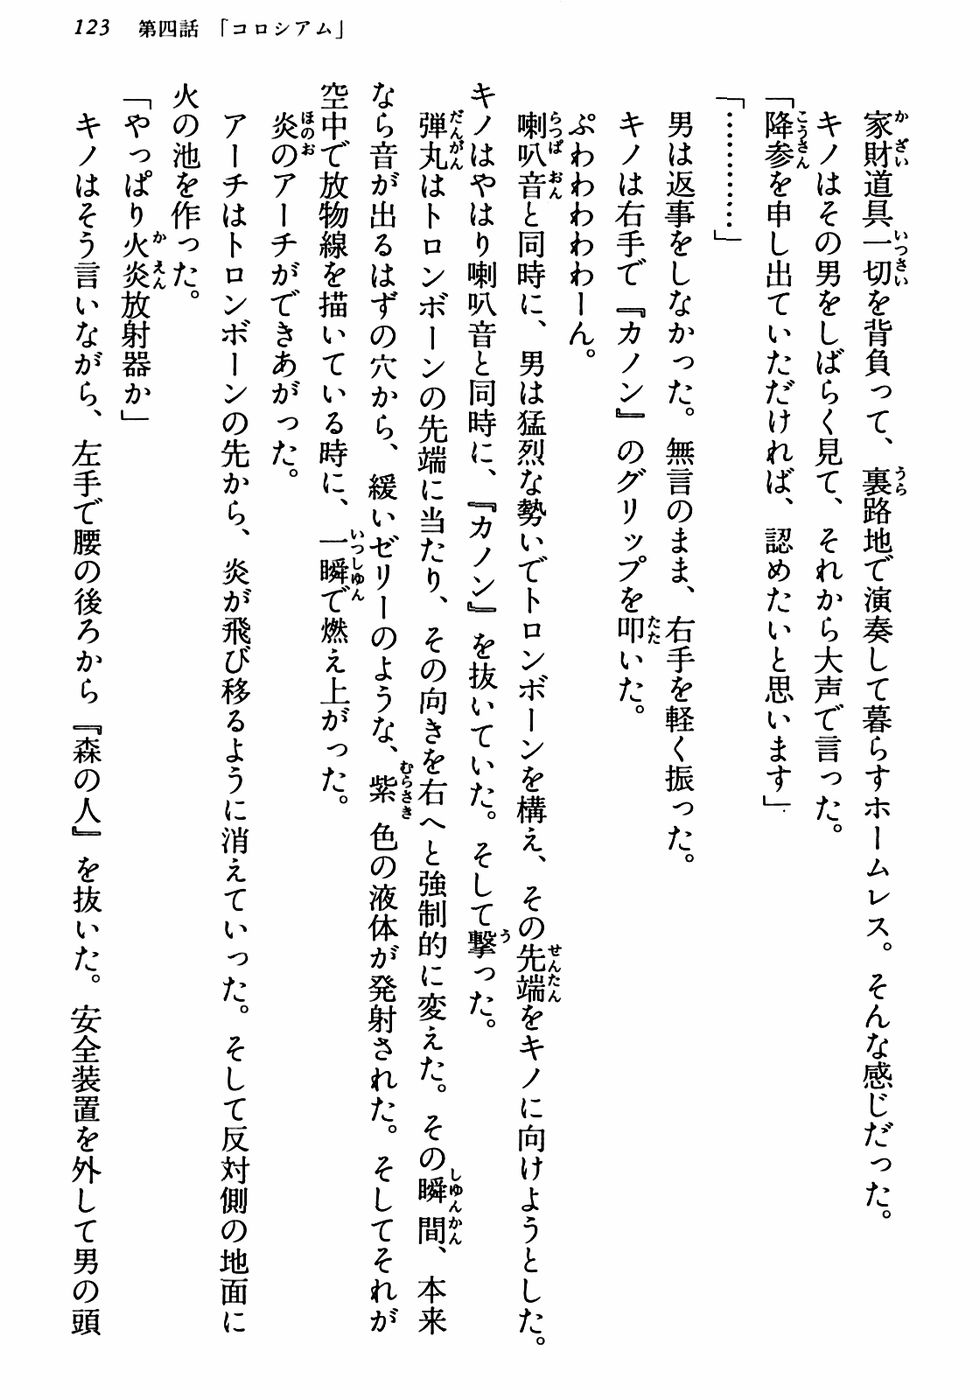 123　第四話　「コロシアム」
家財道具一切を背負って、裏路地で演奏して暮らすホームレス。そんな感じだった。
キノはその男をしばらく見て、それから大声で言った。
「降参を申し出ていただければ、認めたいと思います」
「…………」
男は返事をしなかった。無言のまま、右手を軽く振った。
キノは右手で『カノン』のグリップを叩いた。
ぷわわわわーん。
喇叭音と同時に、男は猛烈な勢いでトロンボーンを構え、その先端をキノに向けようとした。
キノはやはり喇叭音と同時に、『カノン』を抜いていた。そして撃った。
弾丸はトロンボーンの先端に当たり、その向きを右へと強制的に変えた。その瞬間、本来
なら音が出るはずの穴から、緩いゼリーのような、紫色の液体が発射された。そしてそれが
空中で放物線を描いている時に、一瞬で燃え上がった。
炎のアーチができあがった。
アーチはトロンボーンの先から、炎が飛び移るように消えていった。そして反対側の地面に
火の池を作った。
「やっぱり火炎放射器か」
キノはそう言いながら、左手で腰の後ろから『森の人』を抜いた。安全装置を外して男の頭